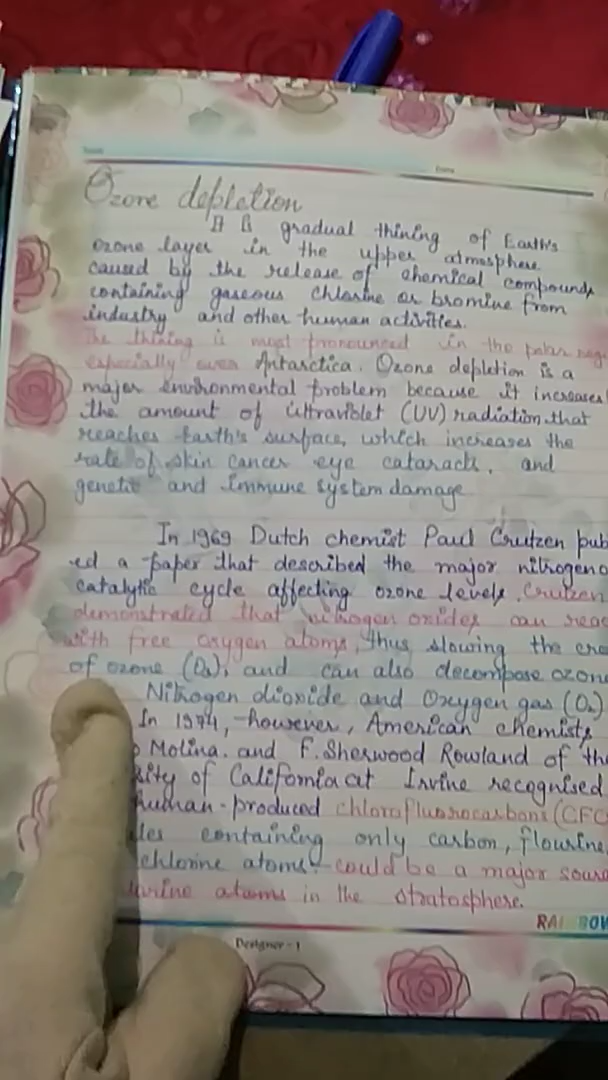 Ozone depletion
It is gradual thining of Earth's
ozone layer in the upper atmosphere
caused by the release of chemical compounds
containing gaseous chlorine or bromine from
industry and other human activities.
The thining is most pronounced in the polar regi
especially over Antarctica. Ozone depletion is a
major environmental problem because it increases
the amount of Ultraviolet (UV) radiation that
reaches Earth's surface, which increases the
rate of skin cancer eye cataracts, and
genetic and immune system damage
In 1969 Dutch chemist Paul Crutzen pub
ed a paper that described the major nitrogen o
catalytic cycle affecting ozone levels. Crutzen
demonstrated that nitrogen oxides can reac
with free oxygen atoms, thus slowing the cre
of ozone (O₃), and can also decompose ozone
Nitrogen dioxide and Oxygen gas (O₂)
In 1974, however, American chemists
Molina. and F. Sherwood Rowland of the
sity of California at Irvine recognised
human-produced chlorofluorocarbons (CFC
les containing only carbon, flourine,
chlorine atoms could be a major sour
lorine atoms in the stratosphere.
RAINBOW
Designer - 1